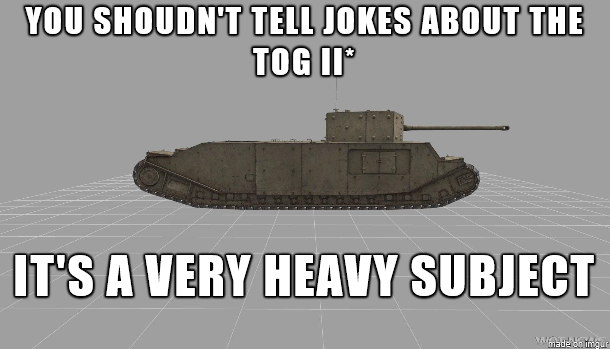 YOU SHOUDN'T TELL JOKES ABOUT THE
TOG II*
IT'S A VERY HEAVY SUBJECT
made on imgur